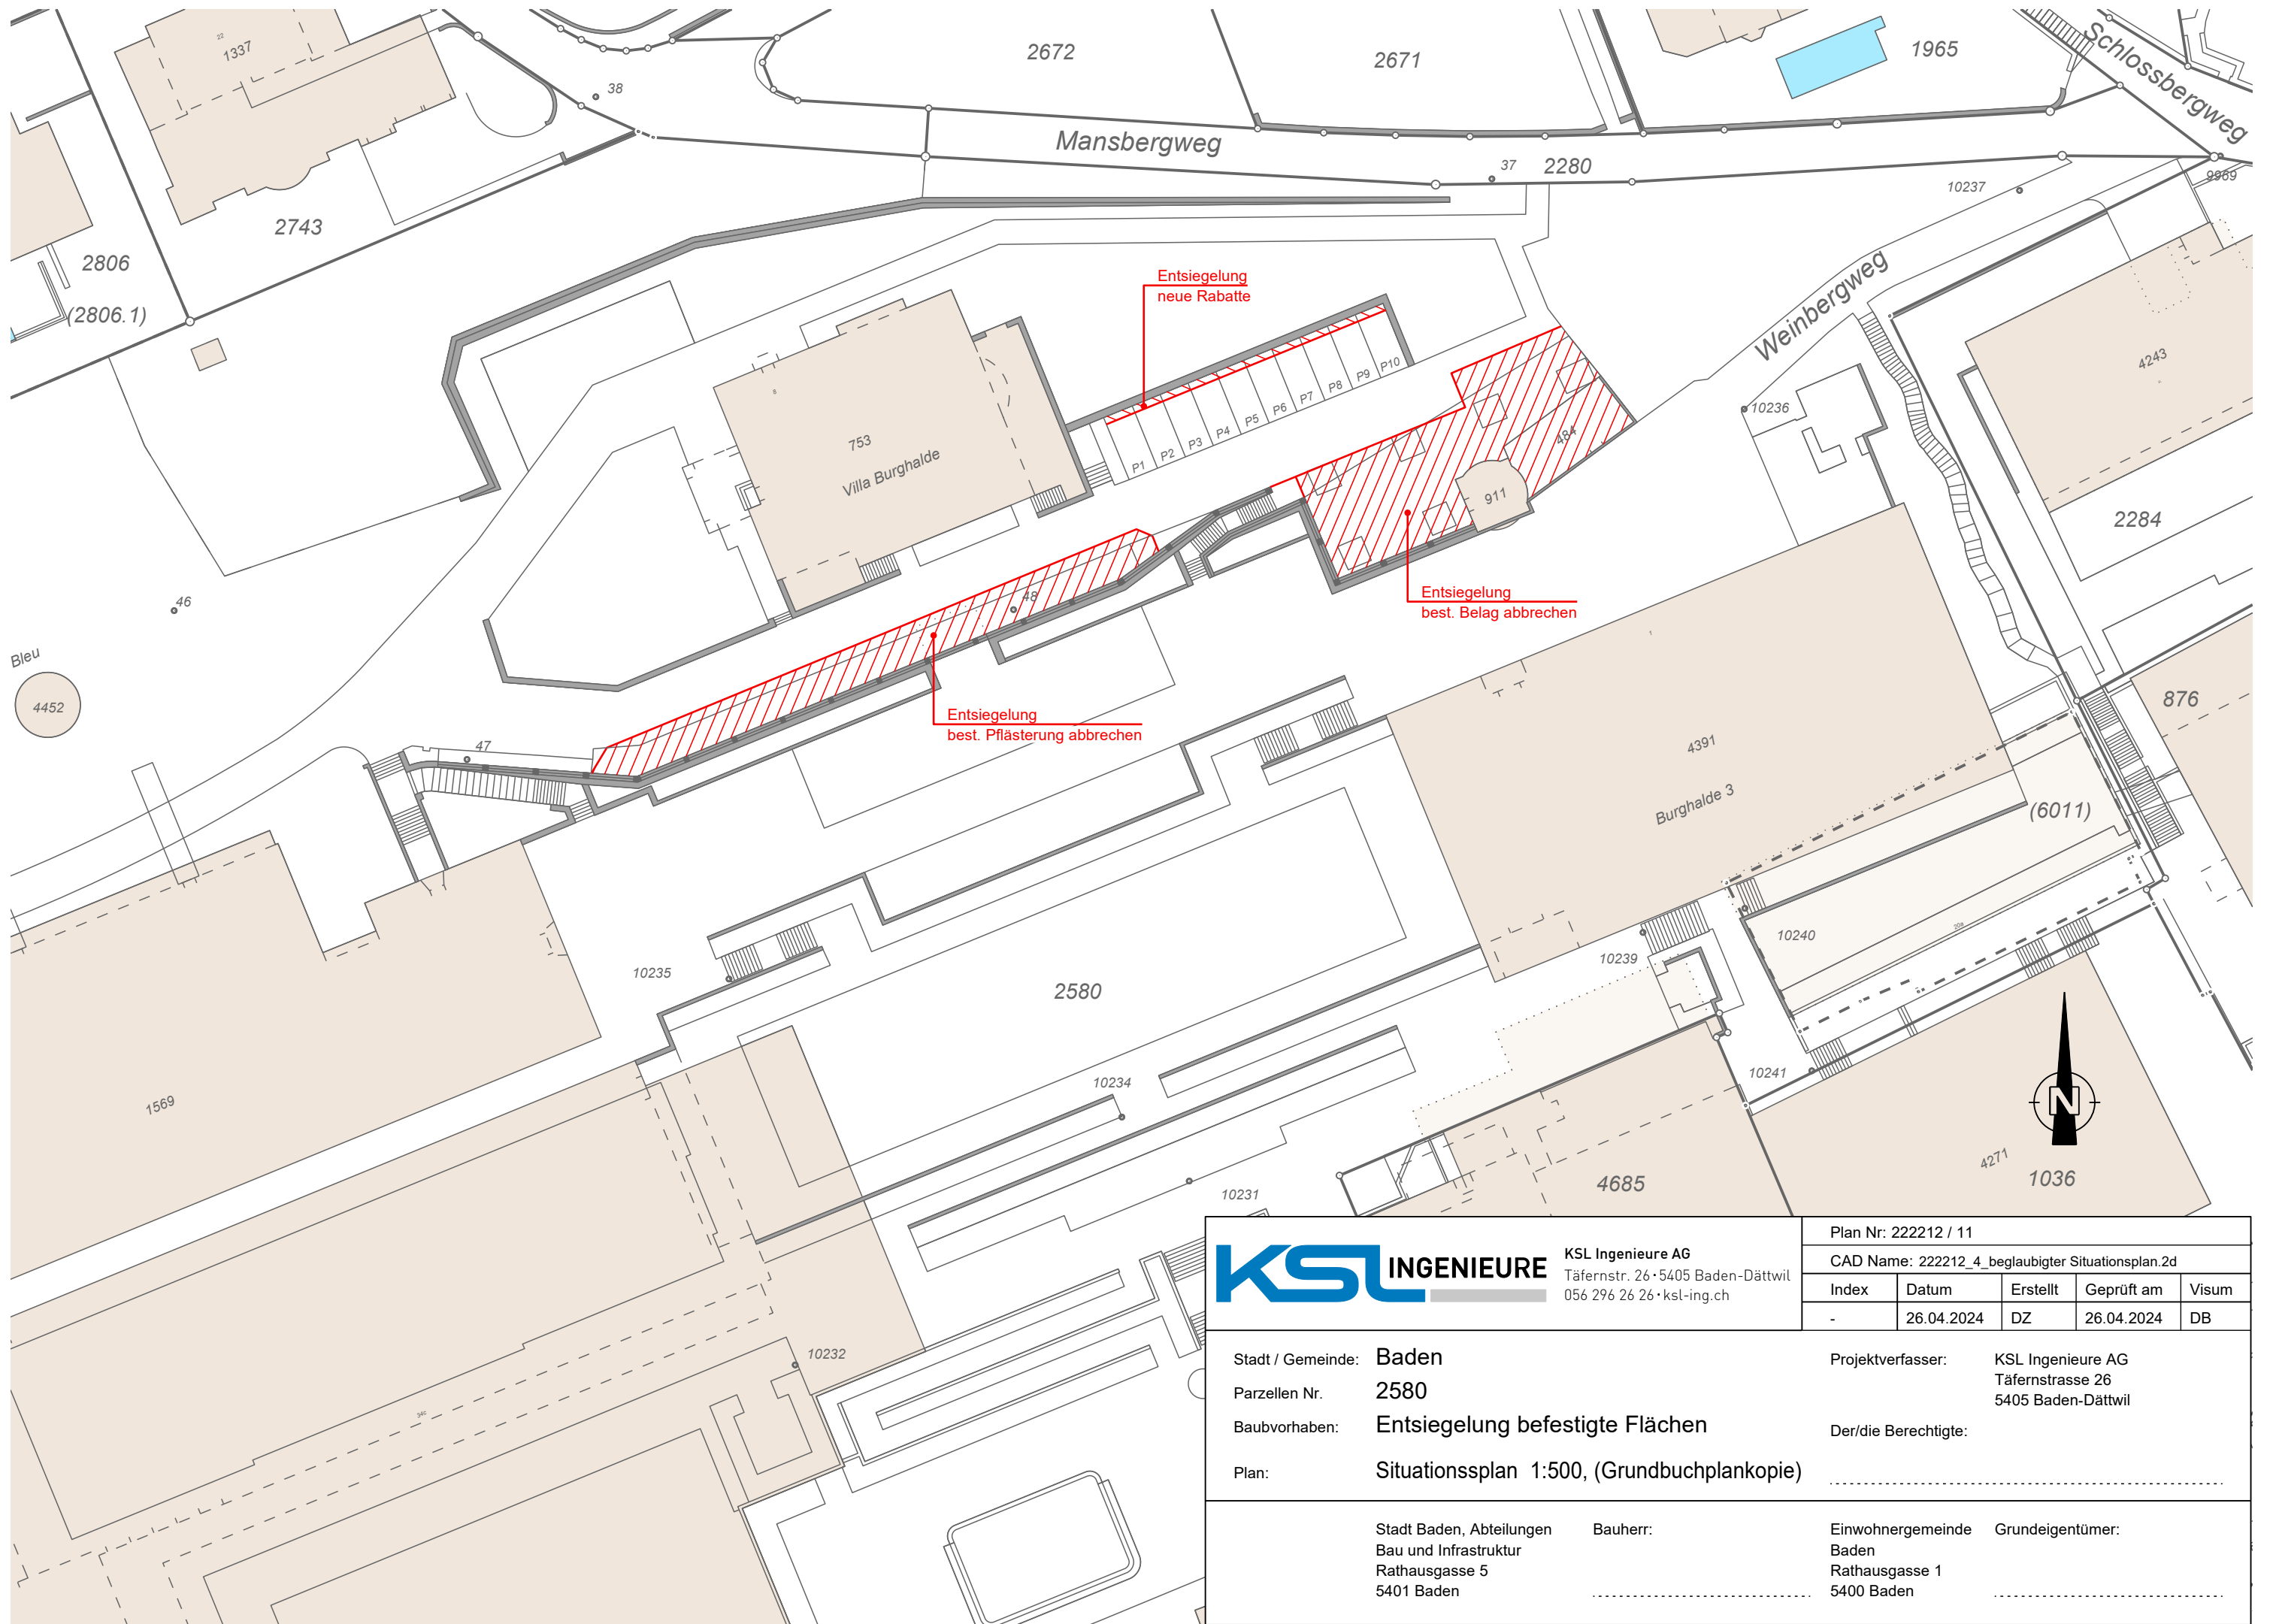 22
1337
38
2672
2671
1965
Schlossbergweg
Mansbergweg
37
2280
10237
9989
2743
2806
(2806.1)
Entsiegelung
neue Rabatte
Weinbergweg
4243
8
753
Villa Burghalde
P1
P2
P3
P4
P5
P6
P7
P8
P9
P10
10236
484
911
2284
46
48
Entsiegelung
best. Belag abbrechen
Bleu
4452
47
Entsiegelung
best. Pflästerung abbrechen
876
4391
Burghalde 3
(6011)
10240
20a
10235
10239
2580
10234
10241
1569
N
4271
1036
4685
10231
10232
34c
KSL INGENIEURE
KSL Ingenieure AG
Täfernstr. 26 • 5405 Baden-Dättwil
056 296 26 26 • ksl-ing.ch
Plan Nr: 222212 / 11
CAD Name: 222212_4_beglaubigter Situationsplan.2d
Index Datum Erstellt Geprüft am Visum
- 26.04.2024 DZ 26.04.2024 DB
Stadt / Gemeinde: Baden
Parzellen Nr. 2580
Baubvorhaben: Entsiegelung befestigte Flächen
Plan: Situationssplan 1:500, (Grundbuchplankopie)
Projektverfasser: KSL Ingenieure AG
Täfernstrasse 26
5405 Baden-Dättwil
Der/die Berechtigte:
Stadt Baden, Abteilungen
Bau und Infrastruktur
Rathausgasse 5
5401 Baden
Bauherr:
Einwohnergemeinde
Baden
Rathausgasse 1
5400 Baden
Grundeigentümer: